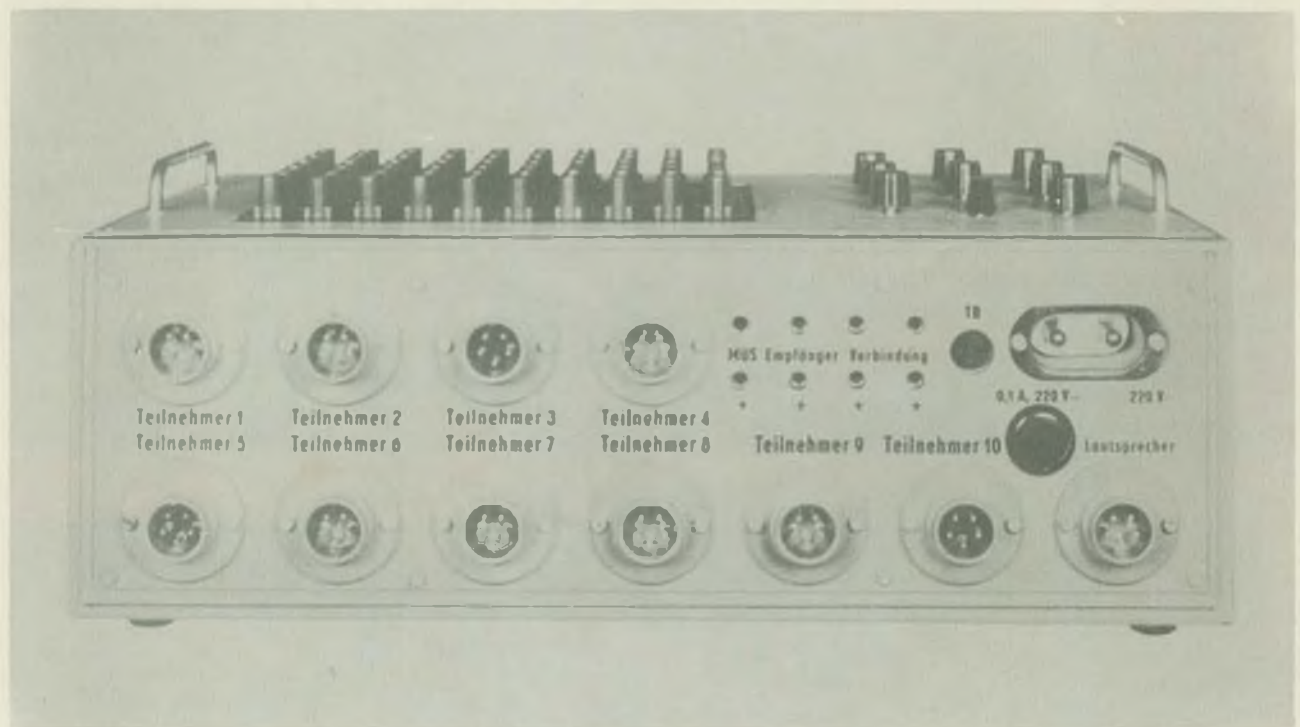 TB
MÜS Empfänger Verbindung
0,1 A, 220 V~ 220 V
+ + + +
Teilnehmer 1 Teilnehmer 2 Teilnehmer 3 Teilnehmer 4
Teilnehmer 5 Teilnehmer 6 Teilnehmer 7 Teilnehmer 8 Teilnehmer 9 Teilnehmer 10 Lautsprecher